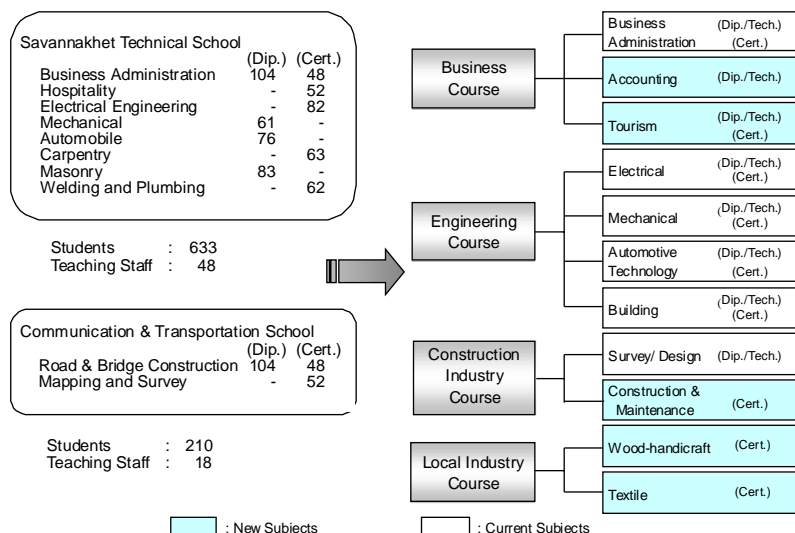 Savannakhet Technical School
(Dip.) (Cert.)
Business Administration 104 48
Hospitality - 52
Electrical Engineering - 82
Mechanical 61 -
Automobile 76 -
Carpentry - 63
Masonry 83 -
Welding and Plumbing - 62
Students : 633
Teaching Staff : 48
Communication & Transportation School
(Dip.) (Cert.)
Road & Bridge Construction 104 48
Mapping and Survey - 52
Students : 210
Teaching Staff : 18
Business
Course
Business (Dip./Tech.)
Administration (Cert.)
Accounting (Dip./Tech.)
Tourism (Dip./Tech.)
(Cert.)
Engineering
Course
Electrical (Dip./Tech.)
(Cert.)
Mechanical (Dip./Tech.)
(Cert.)
Automotive (Dip./Tech.)
Technology (Cert.)
Building (Dip./Tech.)
(Cert.)
Construction
Industry
Course
Survey/ Design (Dip./Tech.)
Construction &
Maintenance (Cert.)
Local Industry
Course
Wood-handicraft (Cert.)
Textile (Cert.)
: New Subjects
: Current Subjects